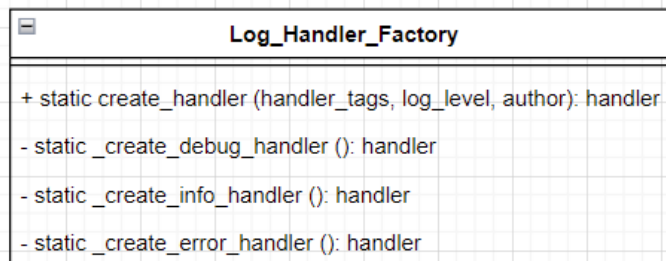 Log_Handler_Factory
+ static create_handler (handler_tags, log_level, author): handler
- static _create_debug_handler (): handler
- static _create_info_handler (): handler
- static _create_error_handler (): handler